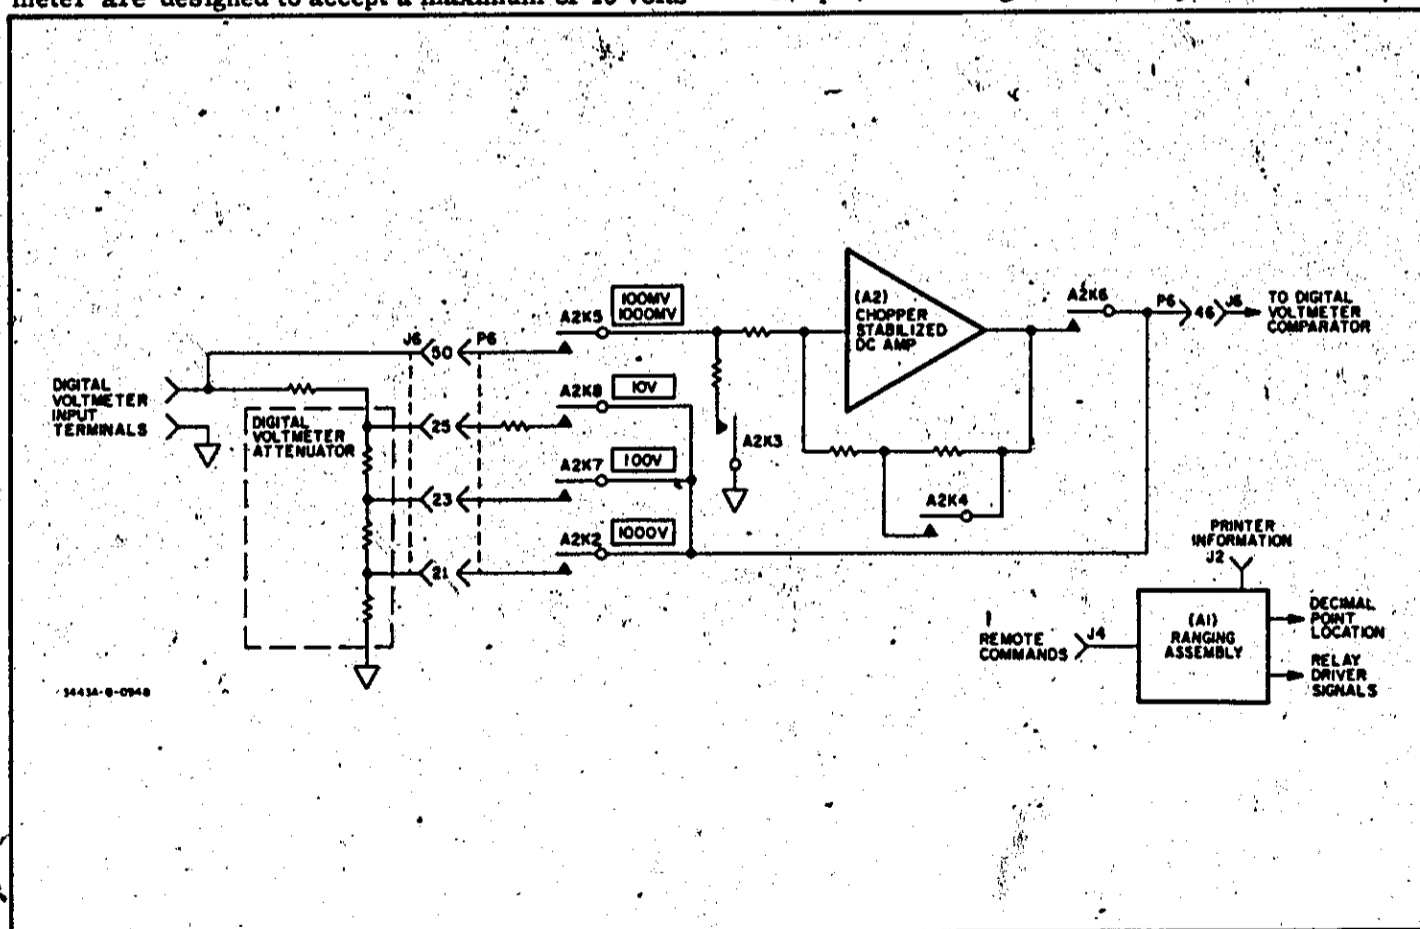 meter are designed to accept a maximum of 10 volts
100MV
1000MV
A2K5
J6
50
P6
(A2)
CHOPPER
STABILIZED
DC AMP
A2K6
P6
46
J6
TO DIGITAL
VOLTMETER
COMPARATOR
DIGITAL
VOLTMETER
INPUT
TERMINALS
A2K8
10V
DIGITAL
VOLTMETER
ATTENUATOR
25
A2K3
A2K7
100V
23
A2K4
A2K2
1000V
21
PRINTER
INFORMATION
J2
REMOTE
COMMANDS
J4
(A1)
RANGING
ASSEMBLY
DECIMAL
POINT
LOCATION
RELAY
DRIVER
SIGNALS
3443A-B-0948